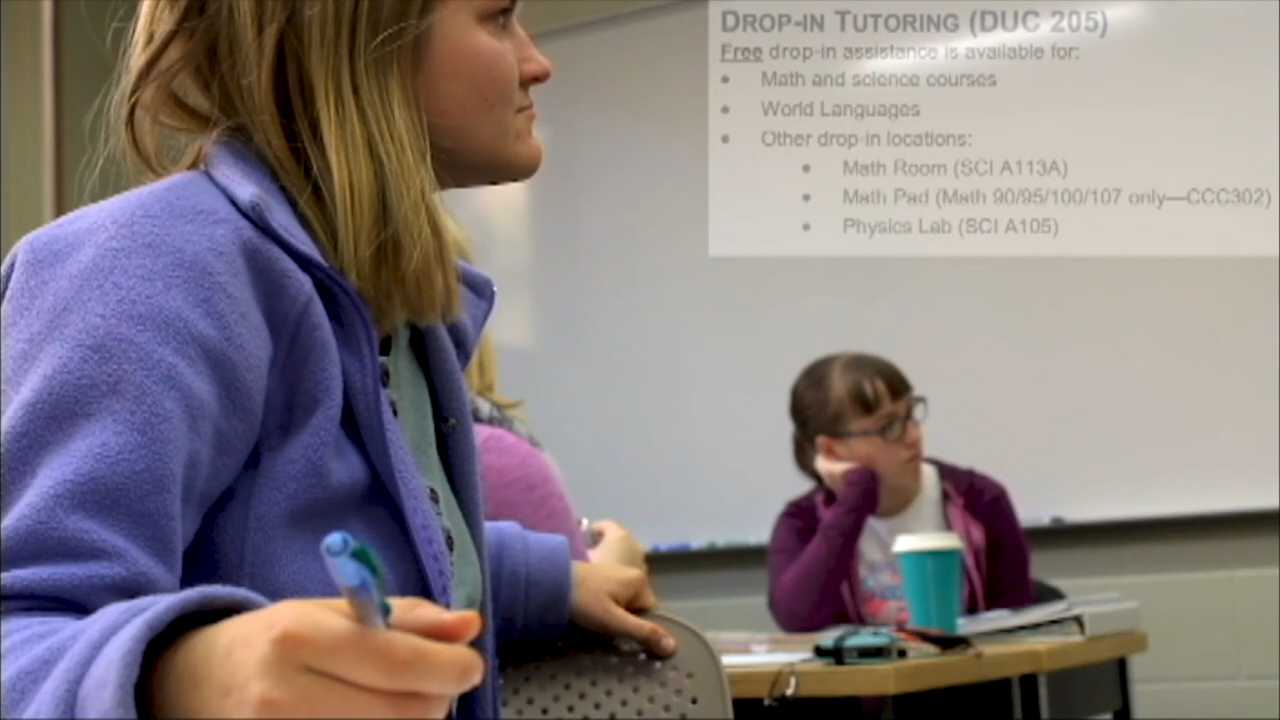 DROP-IN TUTORING (DUC 205)
Free drop-in assistance is available for:
• Math and science courses
• World Languages
• Other drop-in locations:
• Math Room (SCI A113A)
• Math Pad (Math 90/95/100/107 only—CCC302)
• Physics Lab (SCI A105)